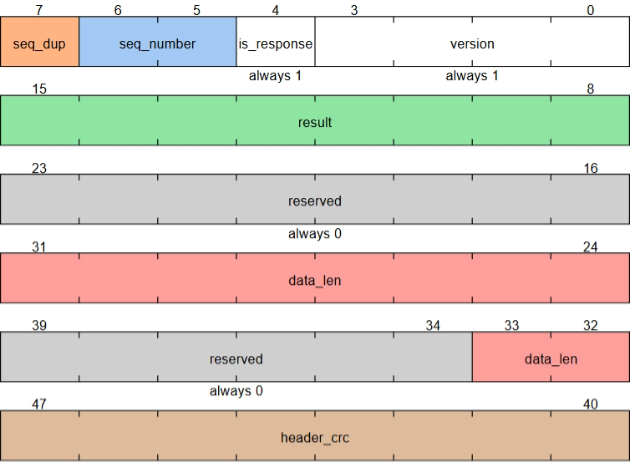 7 6 5 4 3 0
seq_dup seq_number is_response version
always 1 always 1
15 8
result
23 16
reserved
always 0
31 24
data_len
39 34 33 32
reserved data_len
always 0
47 40
header_crc